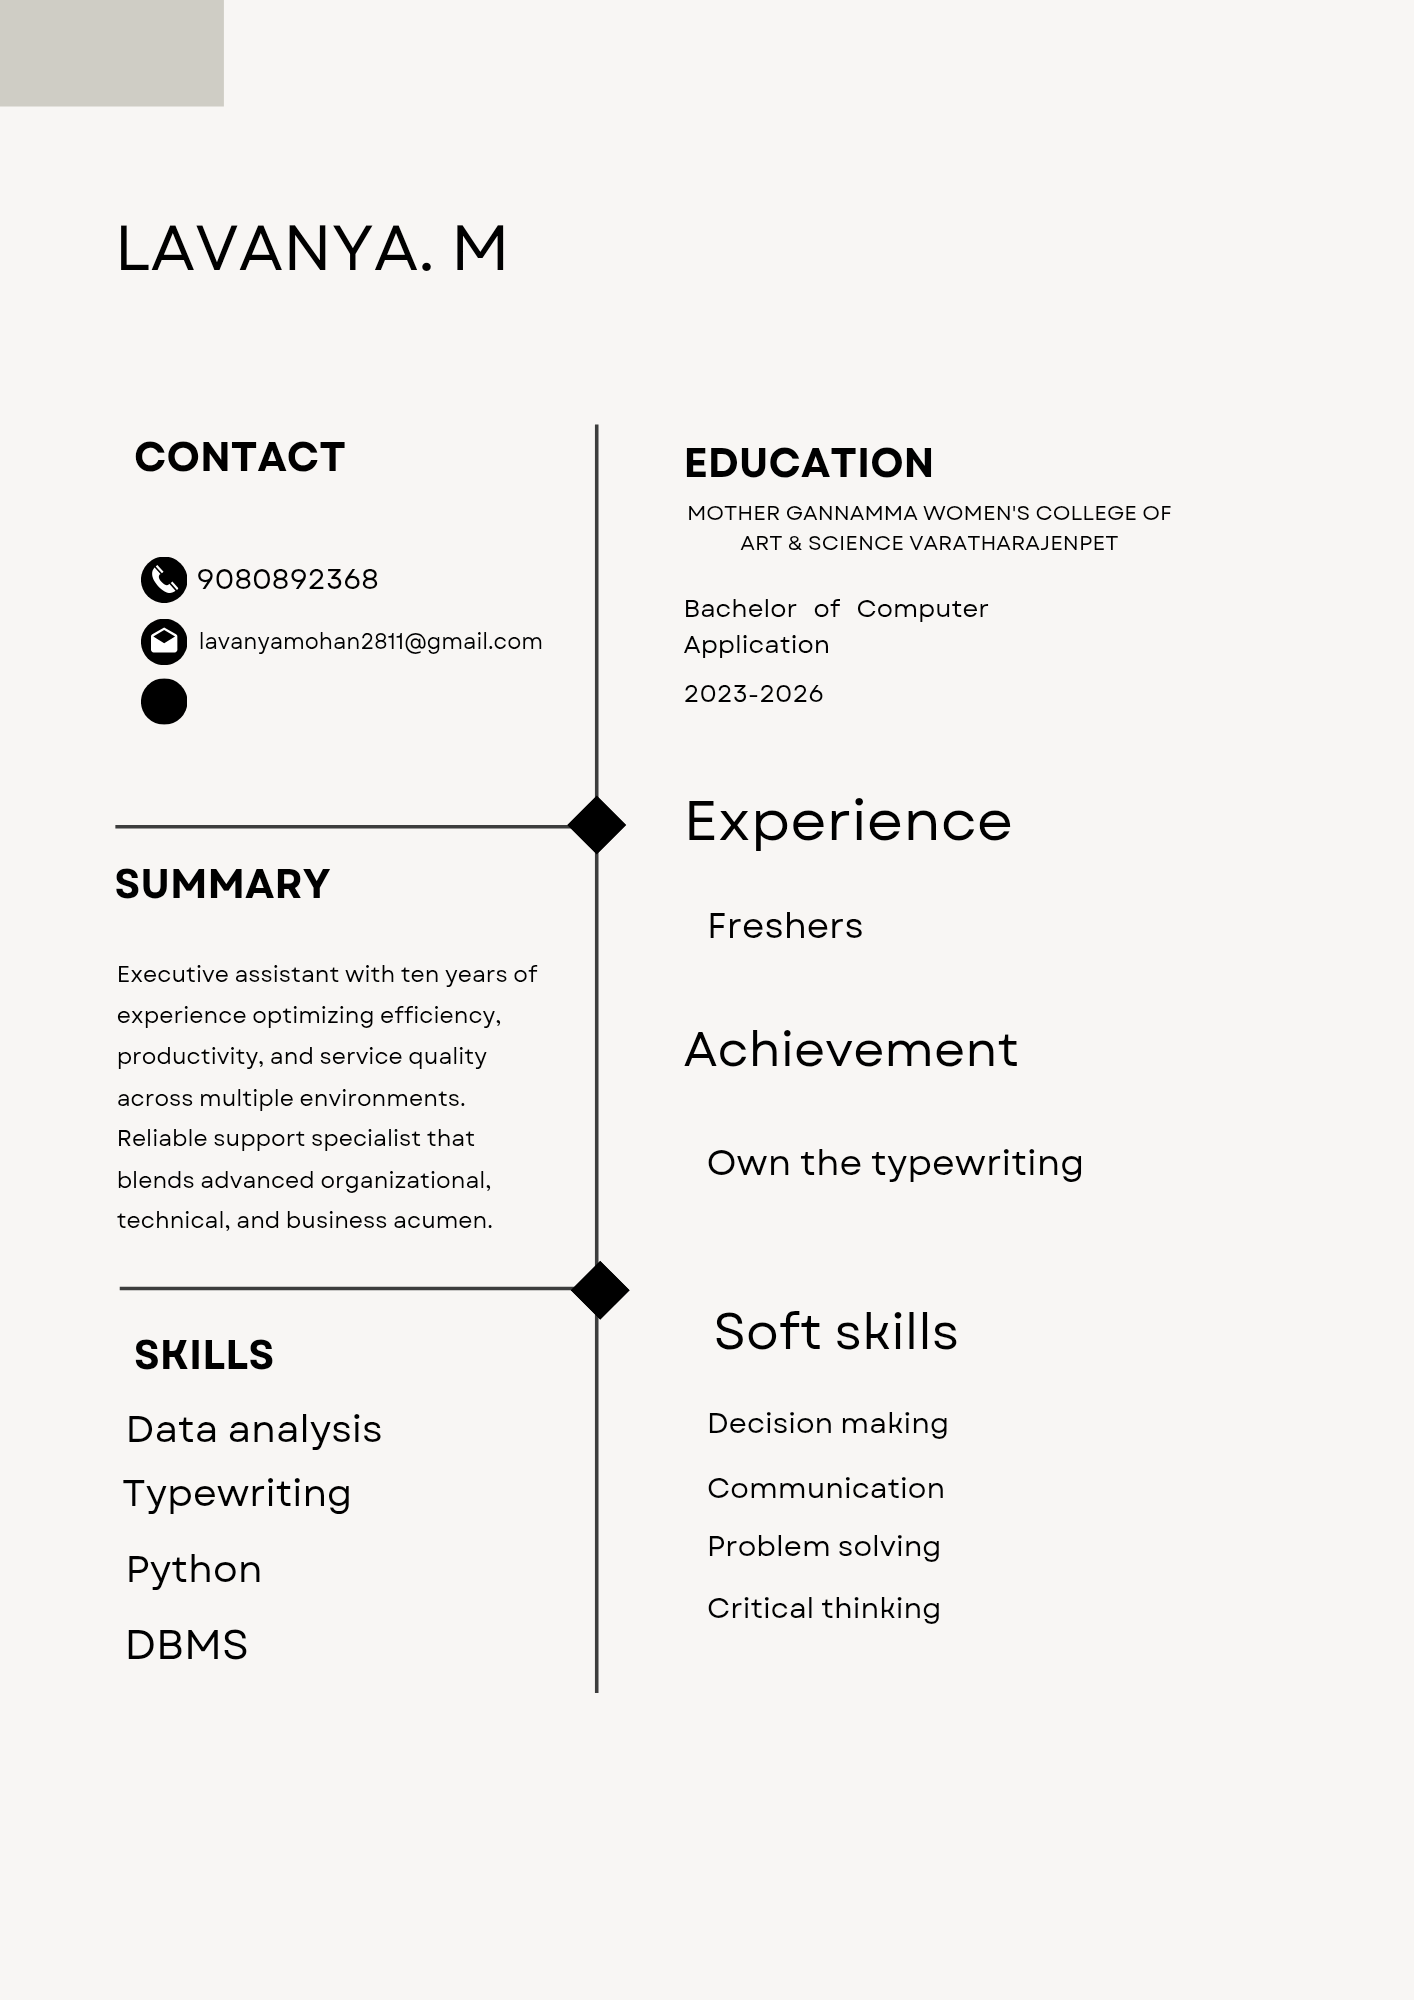 LAVANYA. M
CONTACT
9080892368
lavanyamohan2811@gmail.com
SUMMARY
Executive assistant with ten years of
experience optimizing efficiency,
productivity, and service quality
across multiple environments.
Reliable support specialist that
blends advanced organizational,
technical, and business acumen.
SKILLS
Data analysis
Typewriting
Python
DBMS
EDUCATION
MOTHER GANNAMMA WOMEN'S COLLEGE OF
ART & SCIENCE VARATHARAJENPET
Bachelor of Computer
Application
2023-2026
Experience
Freshers
Achievement
Own the typewriting
Soft skills
Decision making
Communication
Problem solving
Critical thinking